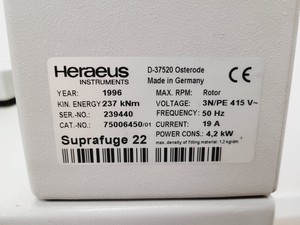 Heraeus
INSTRUMENTS
D-37520 Osterode
Made in Germany
CE
YEAR: 1996
MAX. RPM: Rotor
KIN. ENERGY 237 kNm
VOLTAGE: 3N/PE 415 V~
SER.-NO.: 239440
FREQUENCY: 50 Hz
CAT.-NO.: 75006450/01
CURRENT: 19 A
POWER CONS.: 4,2 kW
Suprafuge 22
max. density of filling material: 1,2 kg/dm